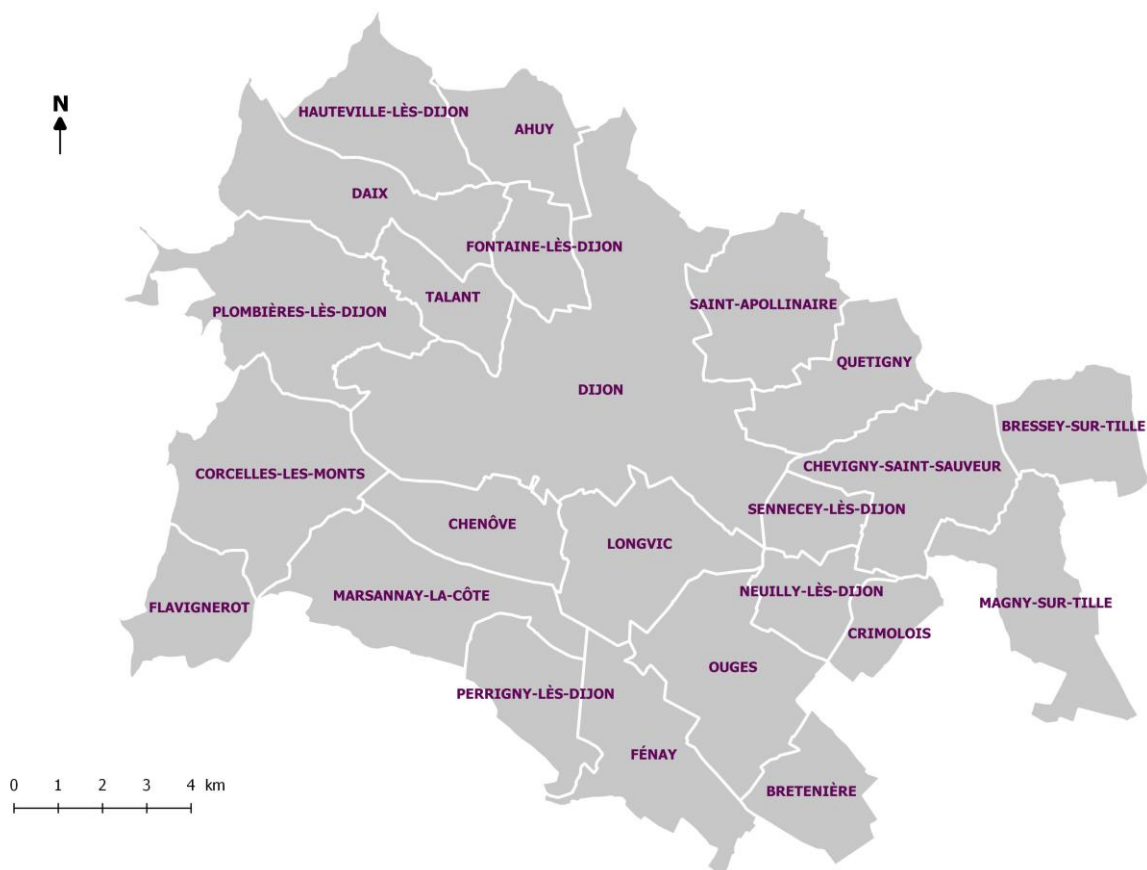 N
HAUTEVILLE-LÈS-DIJON
AHUY
DAIX
FONTAINE-LÈS-DIJON
TALANT
SAINT-APOLLINAIRE
PLOMBIÈRES-LÈS-DIJON
QUETIGNY
DIJON
BRESSEY-SUR-TILLE
CHEVIGNY-SAINT-SAUVEUR
CORCELLES-LES-MONTS
SENNECEY-LÈS-DIJON
CHENÔVE
LONGVIC
NEUILLY-LÈS-DIJON
MARSANNAY-LA-CÔTE
MAGNY-SUR-TILLE
FLAVIGNEROT
CRIMOLOIS
OUGES
PERRIGNY-LÈS-DIJON
FÉNAY
0 1 2 3 4 km
BRETENIÈRE